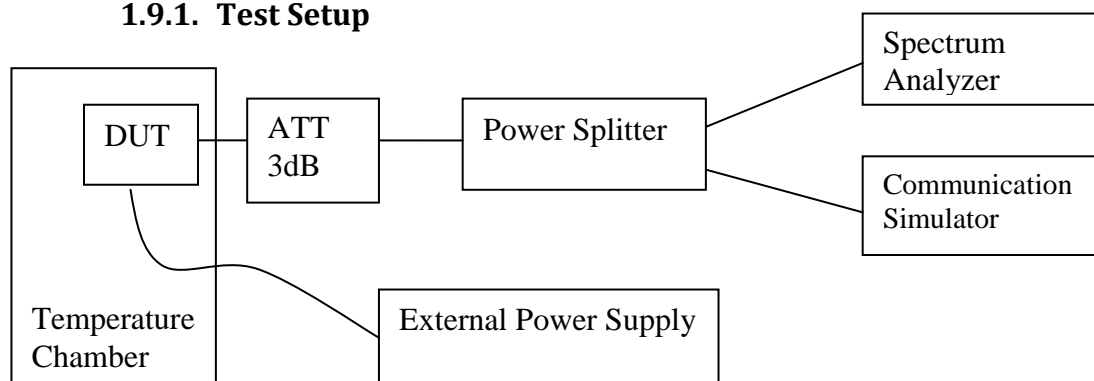 1.9.1. Test Setup
Spectrum
Analyzer
DUT
ATT
3dB
Power Splitter
Communication
Simulator
Temperature
Chamber
External Power Supply